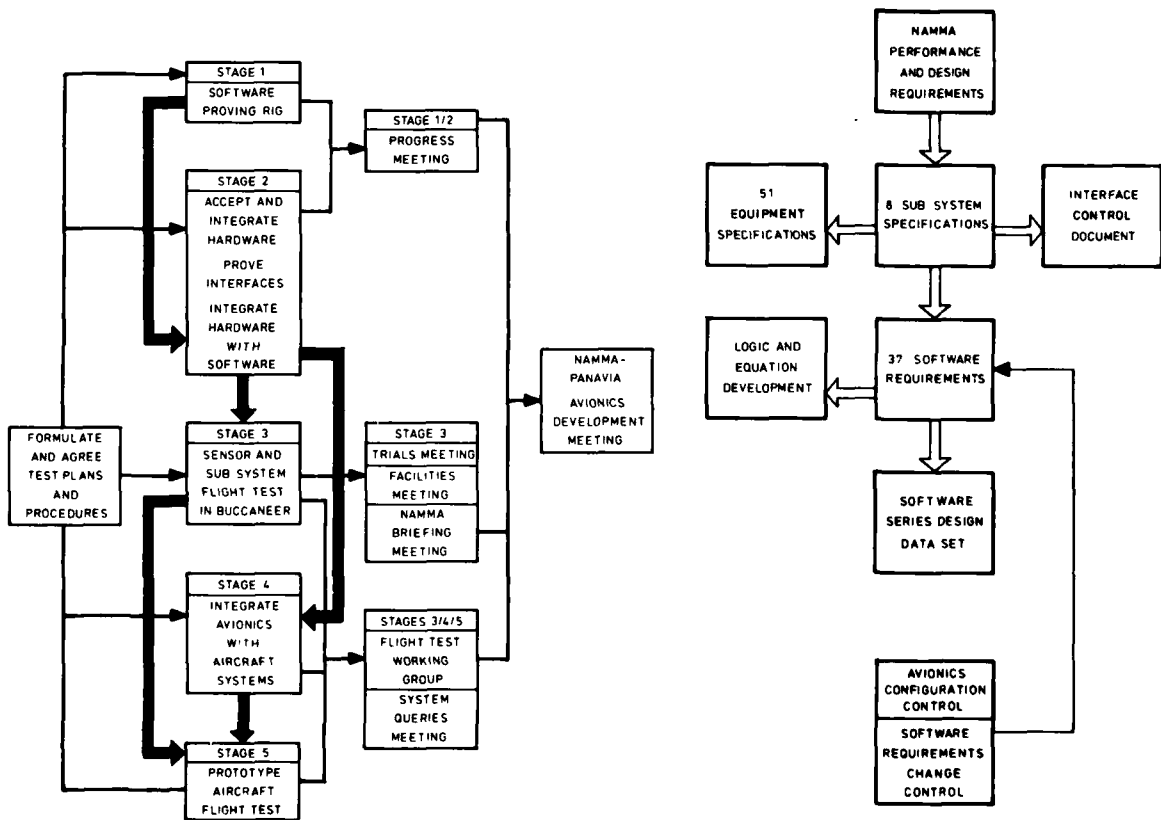 STAGE 1
SOFTWARE
PROVING RIG
STAGE 2
ACCEPT AND
INTEGRATE
HARDWARE
PROVE
INTERFACES
INTEGRATE
HARDWARE
WITH
SOFTWARE
FORMULATE
AND AGREE
TEST PLANS
AND
PROCEDURES
STAGE 3
SENSOR AND
SUB SYSTEM
FLIGHT TEST
IN BUCCANEER
STAGE 4
INTEGRATE
AVIONICS
WITH
AIRCRAFT
SYSTEMS
STAGE 5
PROTOTYPE
AIRCRAFT
FLIGHT TEST
STAGE 1/2
PROGRESS
MEETING
STAGE 3
TRIALS MEETING
FACILITIES
MEETING
NAMMA
BRIEFING
MEETING
STAGES 3/4/5
FLIGHT TEST
WORKING
GROUP
SYSTEM
QUERIES
MEETING
NAMMA-
PANAVIA
AVIONICS
DEVELOPMENT
MEETING
NAMMA
PERFORMANCE
AND DESIGN
REQUIREMENTS
51
EQUIPMENT
SPECIFICATIONS
8 SUB SYSTEM
SPECIFICATIONS
INTERFACE
CONTROL
DOCUMENT
LOGIC AND
EQUATION
DEVELOPMENT
37 SOFTWARE
REQUIREMENTS
SOFTWARE
SERIES DESIGN
DATA SET
AVIONICS
CONFIGURATION
CONTROL
SOFTWARE
REQUIREMENTS
CHANGE
CONTROL